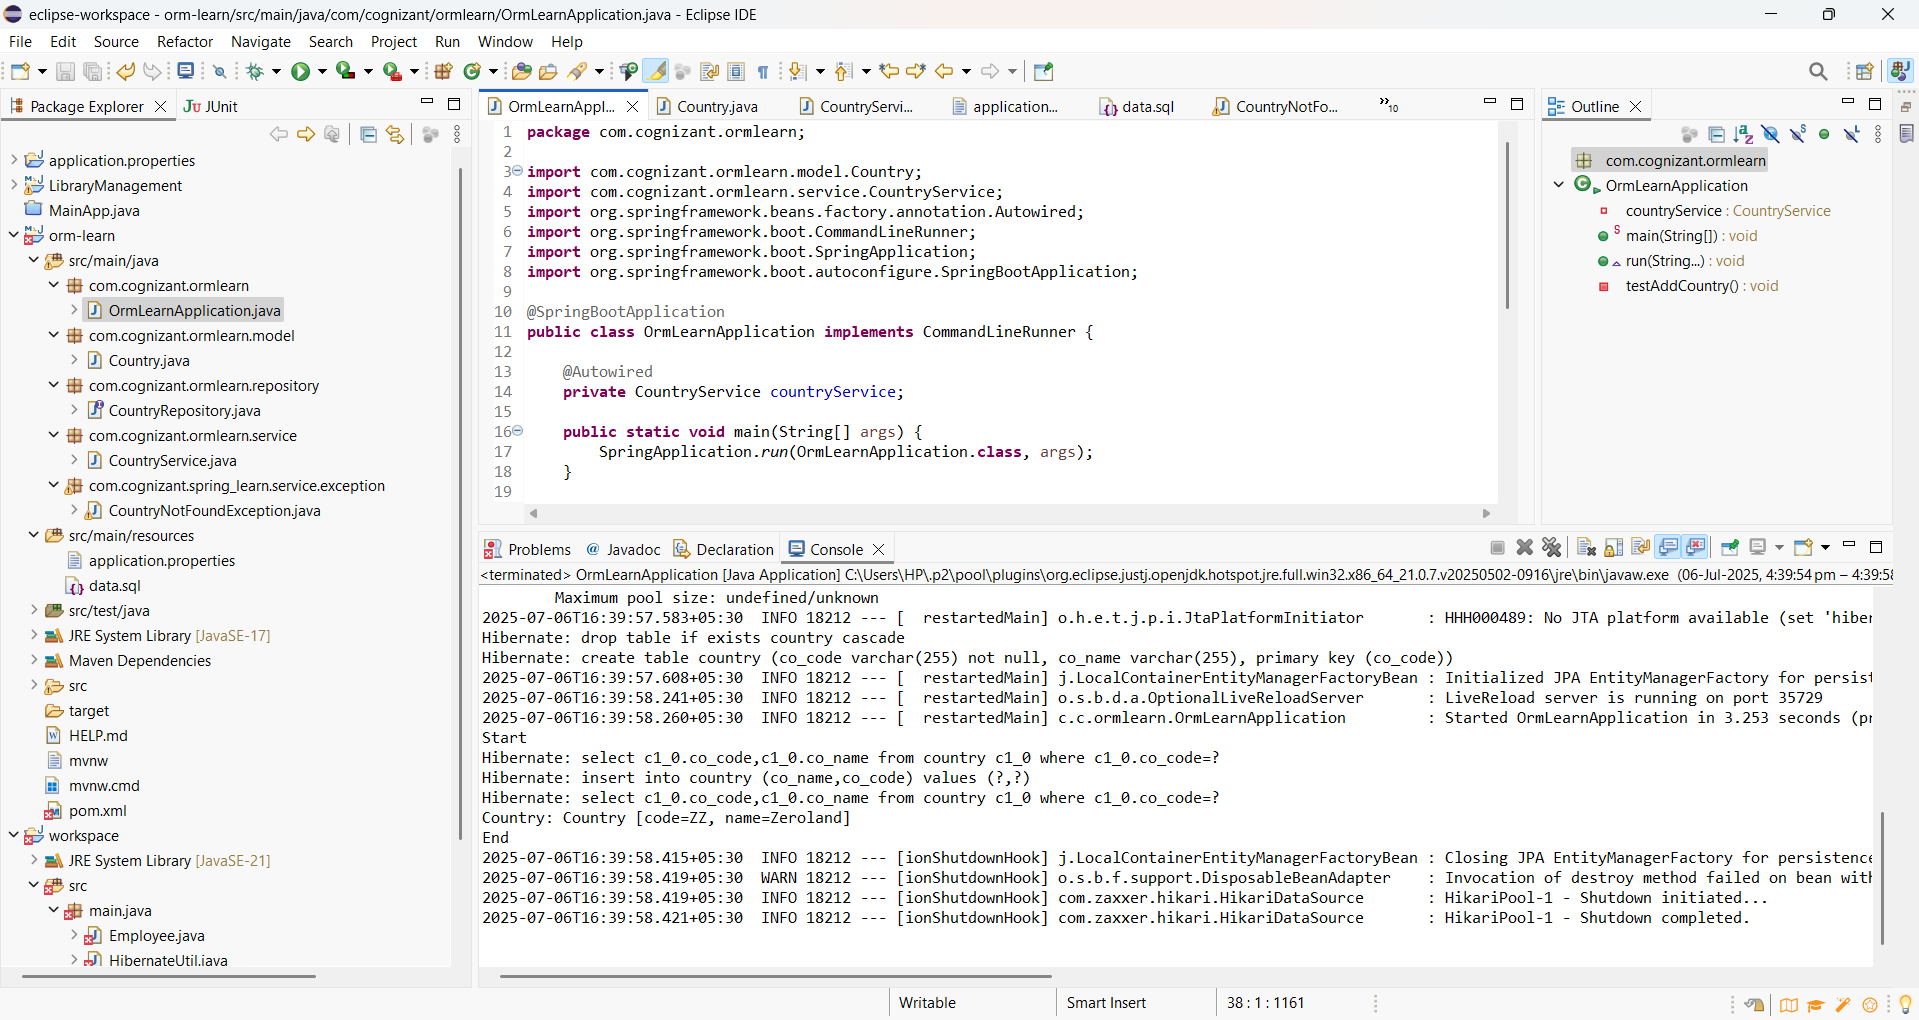 eclipse-workspace - orm-learn/src/main/java/com/cognizant/ormlearn/OrmLearnApplication.java - Eclipse IDE
File Edit Source Refactor Navigate Search Project Run Window Help
Package Explorer
JUnit
application.properties
LibraryManagement
MainApp.java
orm-learn
src/main/java
com.cognizant.ormlearn
OrmLearnApplication.java
com.cognizant.ormlearn.model
Country.java
com.cognizant.ormlearn.repository
CountryRepository.java
com.cognizant.ormlearn.service
CountryService.java
com.cognizant.spring_learn.service.exception
CountryNotFoundException.java
src/main/resources
application.properties
data.sql
src/test/java
JRE System Library [JavaSE-17]
Maven Dependencies
src
target
HELP.md
mvnw
mvnw.cmd
pom.xml
workspace
JRE System Library [JavaSE-21]
src
main.java
Employee.java
HibernateUtil.java
OrmLearnAppl... Country.java CountryServi... application... data.sql CountryNotFo... »10
1 package com.cognizant.ormlearn;
2
3 import com.cognizant.ormlearn.model.Country;
4 import com.cognizant.ormlearn.service.CountryService;
5 import org.springframework.beans.factory.annotation.Autowired;
6 import org.springframework.boot.CommandLineRunner;
7 import org.springframework.boot.SpringApplication;
8 import org.springframework.boot.autoconfigure.SpringBootApplication;
9
10 @SpringBootApplication
11 public class OrmLearnApplication implements CommandLineRunner {
12
13 @Autowired
14 private CountryService countryService;
15
16 public static void main(String[] args) {
17 SpringApplication.run(OrmLearnApplication.class, args);
18 }
19
Outline
com.cognizant.ormlearn
OrmLearnApplication
countryService : CountryService
main(String[]) : void
run(String...) : void
testAddCountry() : void
Problems Javadoc Declaration Console
<terminated> OrmLearnApplication [Java Application] C:\Users\HP\.p2\pool\plugins\org.eclipse.justj.openjdk.hotspot.jre.full.win32.x86_64_21.0.7.v20250502-0916\jre\bin\javaw.exe (06-Jul-2025, 4:39:54 pm – 4:39:58
Maximum pool size: undefined/unknown
2025-07-06T16:39:57.583+05:30 INFO 18212 --- [ restartedMain] o.h.e.t.j.p.i.JtaPlatformInitiator : HHH000489: No JTA platform available (set 'hiber
Hibernate: drop table if exists country cascade
Hibernate: create table country (co_code varchar(255) not null, co_name varchar(255), primary key (co_code))
2025-07-06T16:39:57.608+05:30 INFO 18212 --- [ restartedMain] j.LocalContainerEntityManagerFactoryBean : Initialized JPA EntityManagerFactory for persist
2025-07-06T16:39:58.241+05:30 INFO 18212 --- [ restartedMain] o.s.b.d.a.OptionalLiveReloadServer : LiveReload server is running on port 35729
2025-07-06T16:39:58.260+05:30 INFO 18212 --- [ restartedMain] c.c.ormlearn.OrmLearnApplication : Started OrmLearnApplication in 3.253 seconds (pr
Start
Hibernate: select c1_0.co_code,c1_0.co_name from country c1_0 where c1_0.co_code=?
Hibernate: insert into country (co_name,co_code) values (?,?)
Hibernate: select c1_0.co_code,c1_0.co_name from country c1_0 where c1_0.co_code=?
Country: Country [code=ZZ, name=Zeroland]
End
2025-07-06T16:39:58.415+05:30 INFO 18212 --- [ionShutdownHook] j.LocalContainerEntityManagerFactoryBean : Closing JPA EntityManagerFactory for persistence
2025-07-06T16:39:58.419+05:30 WARN 18212 --- [ionShutdownHook] o.s.b.f.support.DisposableBeanAdapter : Invocation of destroy method failed on bean with
2025-07-06T16:39:58.419+05:30 INFO 18212 --- [ionShutdownHook] com.zaxxer.hikari.HikariDataSource : HikariPool-1 - Shutdown initiated...
2025-07-06T16:39:58.421+05:30 INFO 18212 --- [ionShutdownHook] com.zaxxer.hikari.HikariDataSource : HikariPool-1 - Shutdown completed.
Writable
Smart Insert
38 : 1 : 1161